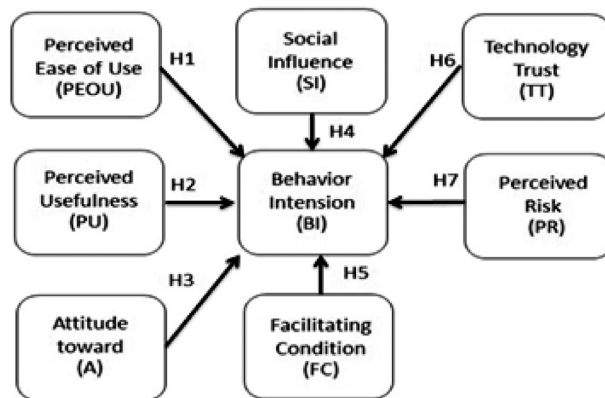 Perceived
Ease of Use
(PEOU)
H1
Social
Influence
(SI)
H4
H6
Technology
Trust
(TT)
Perceived
Usefulness
(PU)
H2
Behavior
Intension
(BI)
H7
Perceived
Risk
(PR)
H3
Attitude
toward
(A)
H5
Facilitating
Condition
(FC)